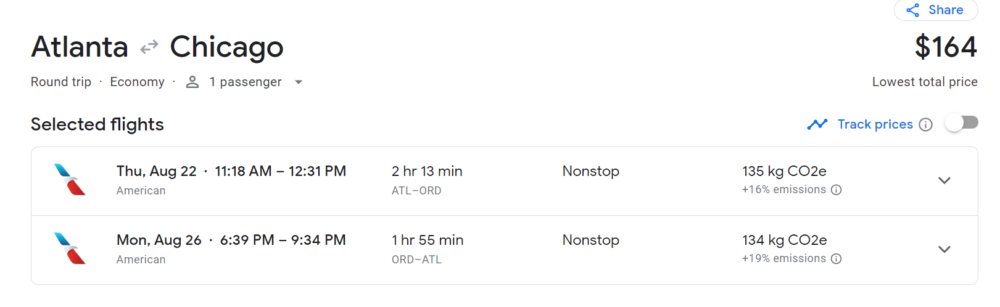 Share
Atlanta Chicago
$164
Round trip · Economy · 1 passenger
Lowest total price
Selected flights
Track prices
Thu, Aug 22 · 11:18 AM – 12:31 PM
American
2 hr 13 min
ATL–ORD
Nonstop
135 kg CO2e
+16% emissions
Mon, Aug 26 · 6:39 PM – 9:34 PM
American
1 hr 55 min
ORD–ATL
Nonstop
134 kg CO2e
+19% emissions